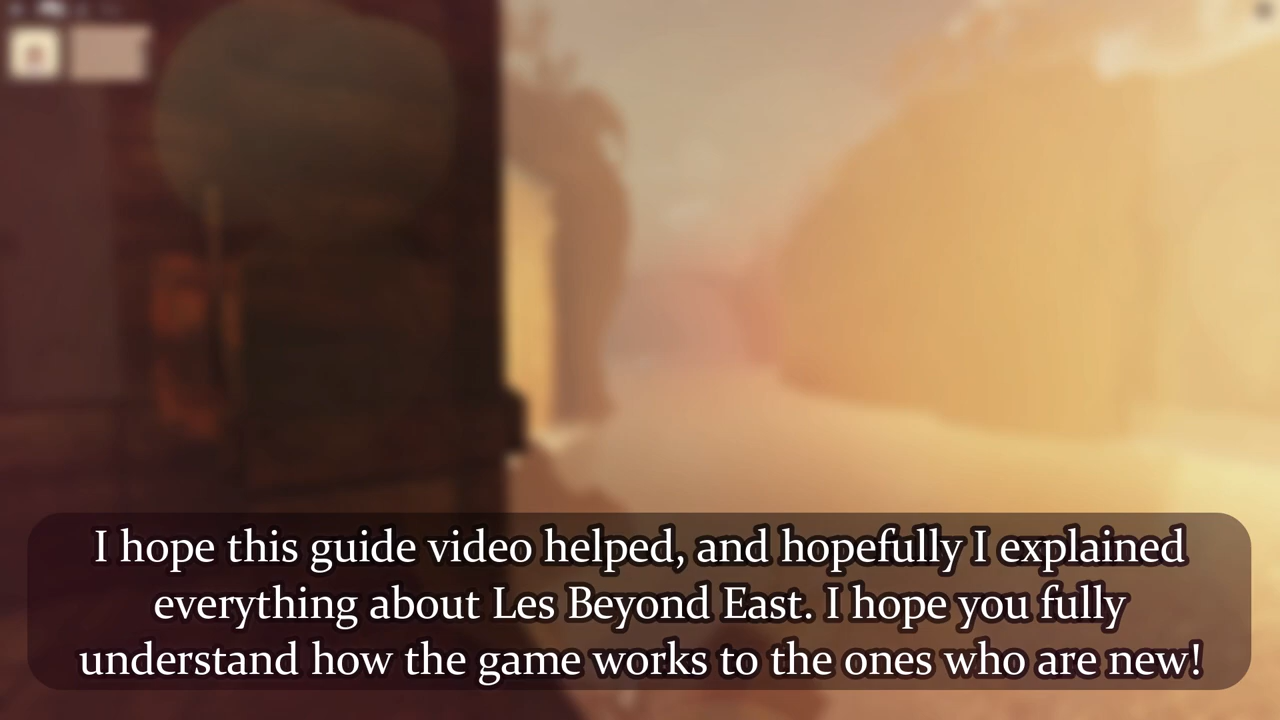 I hope this guide video helped, and hopefully I explained
everything about Les Beyond East. I hope you fully
understand how the game works to the ones who are new!